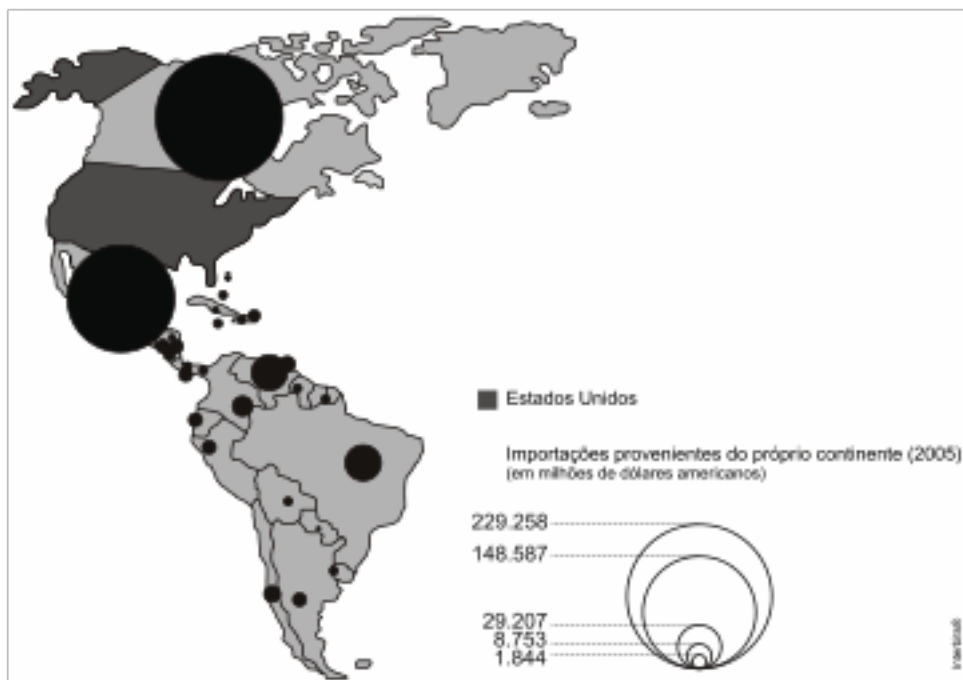 Estados Unidos
Importações provenientes do próprio continente (2005)
(em milhões de dólares americanos)
229.258
148.587
29.207
8.753
1.844